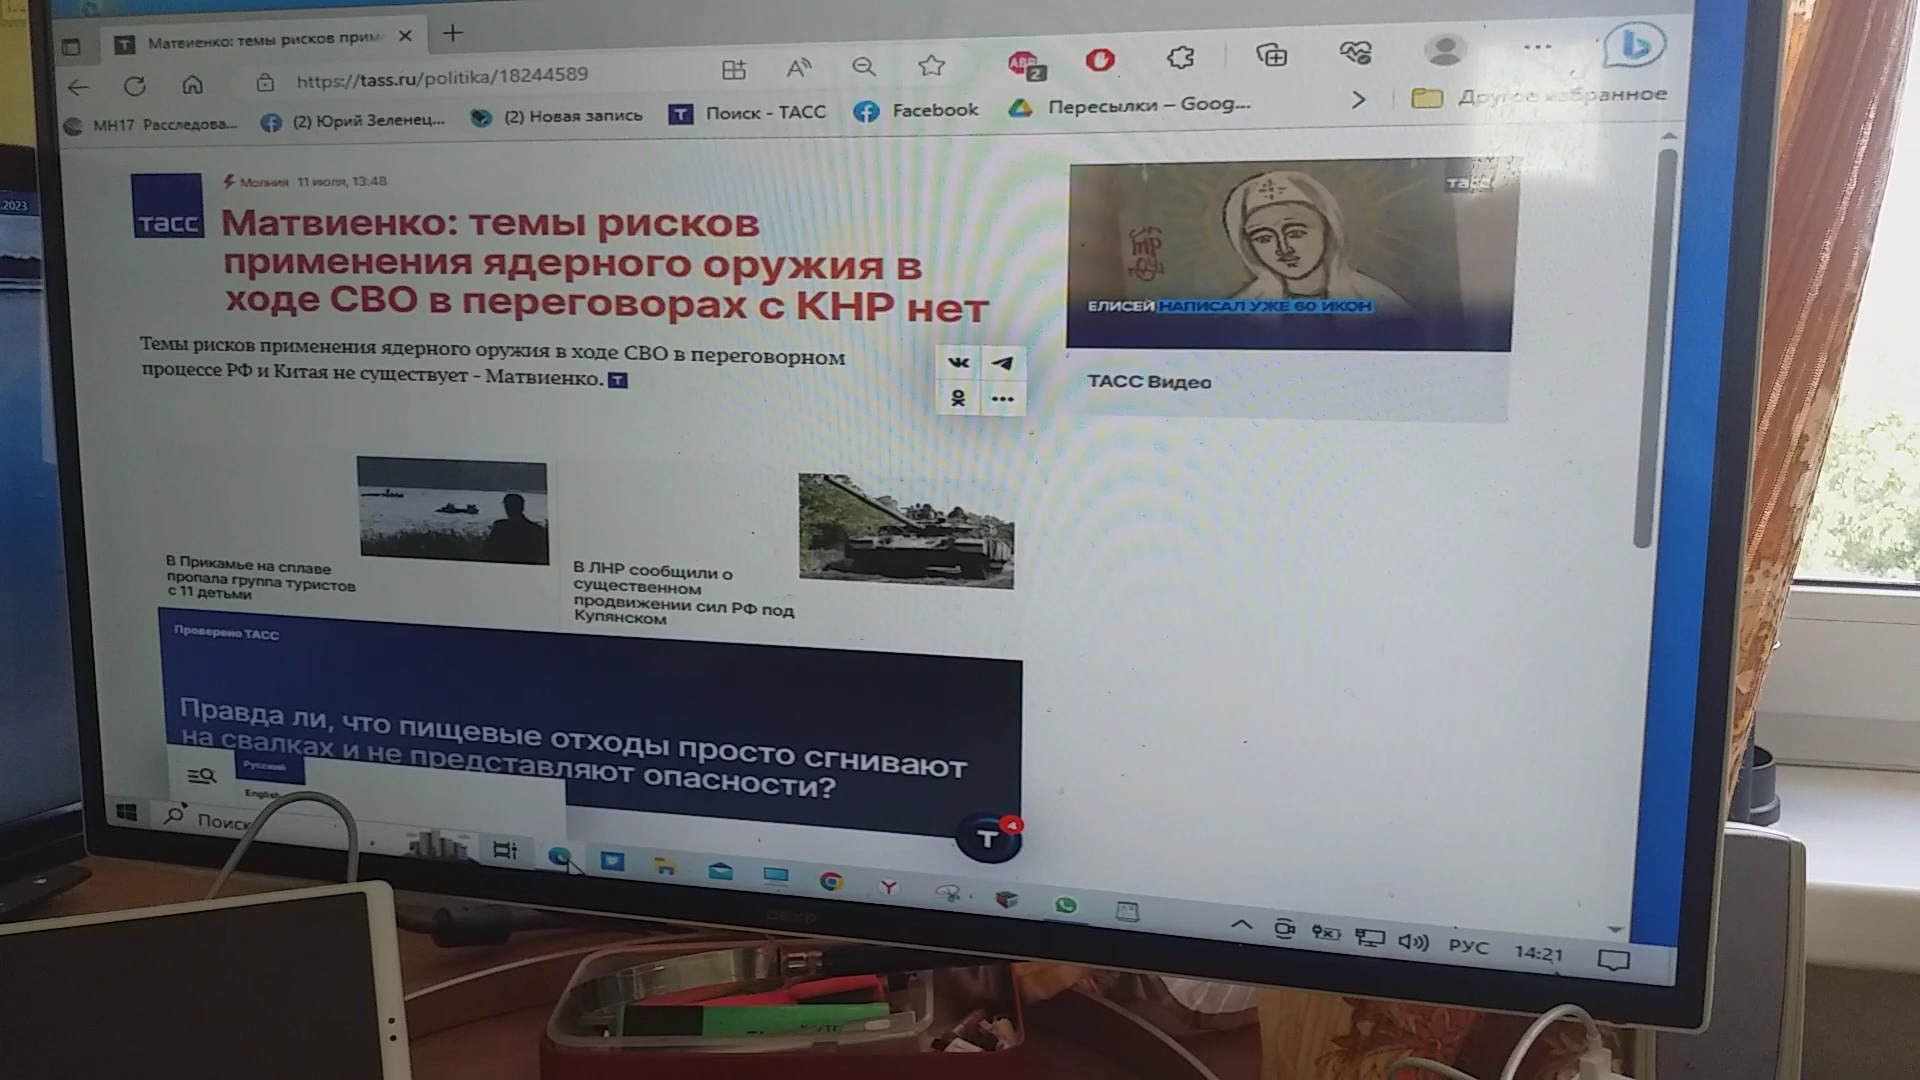 Матвиенко: темы рисков прим
https://tass.ru/politika/18244589
ABP
2
МН17 Расследова...
(2) Юрий Зеленец...
(2) Новая запись
Поиск - ТАСС
Facebook
Пересылки – Goog...
Другое избранное
.2023
тасс
Молния 11 июля, 13:48
Матвиенко: темы рисков
применения ядерного оружия в
ходе СВО в переговорах с КНР нет
Темы рисков применения ядерного оружия в ходе СВО в переговорном
процессе РФ и Китая не существует - Матвиенко.
тасс
ЕЛИСЕЙ НАПИСАЛ УЖЕ 60 ИКОН
ТАСС Видео
В Прикамье на сплаве
пропала группа туристов
с 11 детьми
В ЛНР сообщили о
существенном
продвижении сил РФ под
Купянском
Проверено ТАСС
Правда ли, что пищевые отходы просто сгнивают
на свалках и не представляют опасности?
Русский
English
T
4
Поиск
РУС
14:21
DEXP